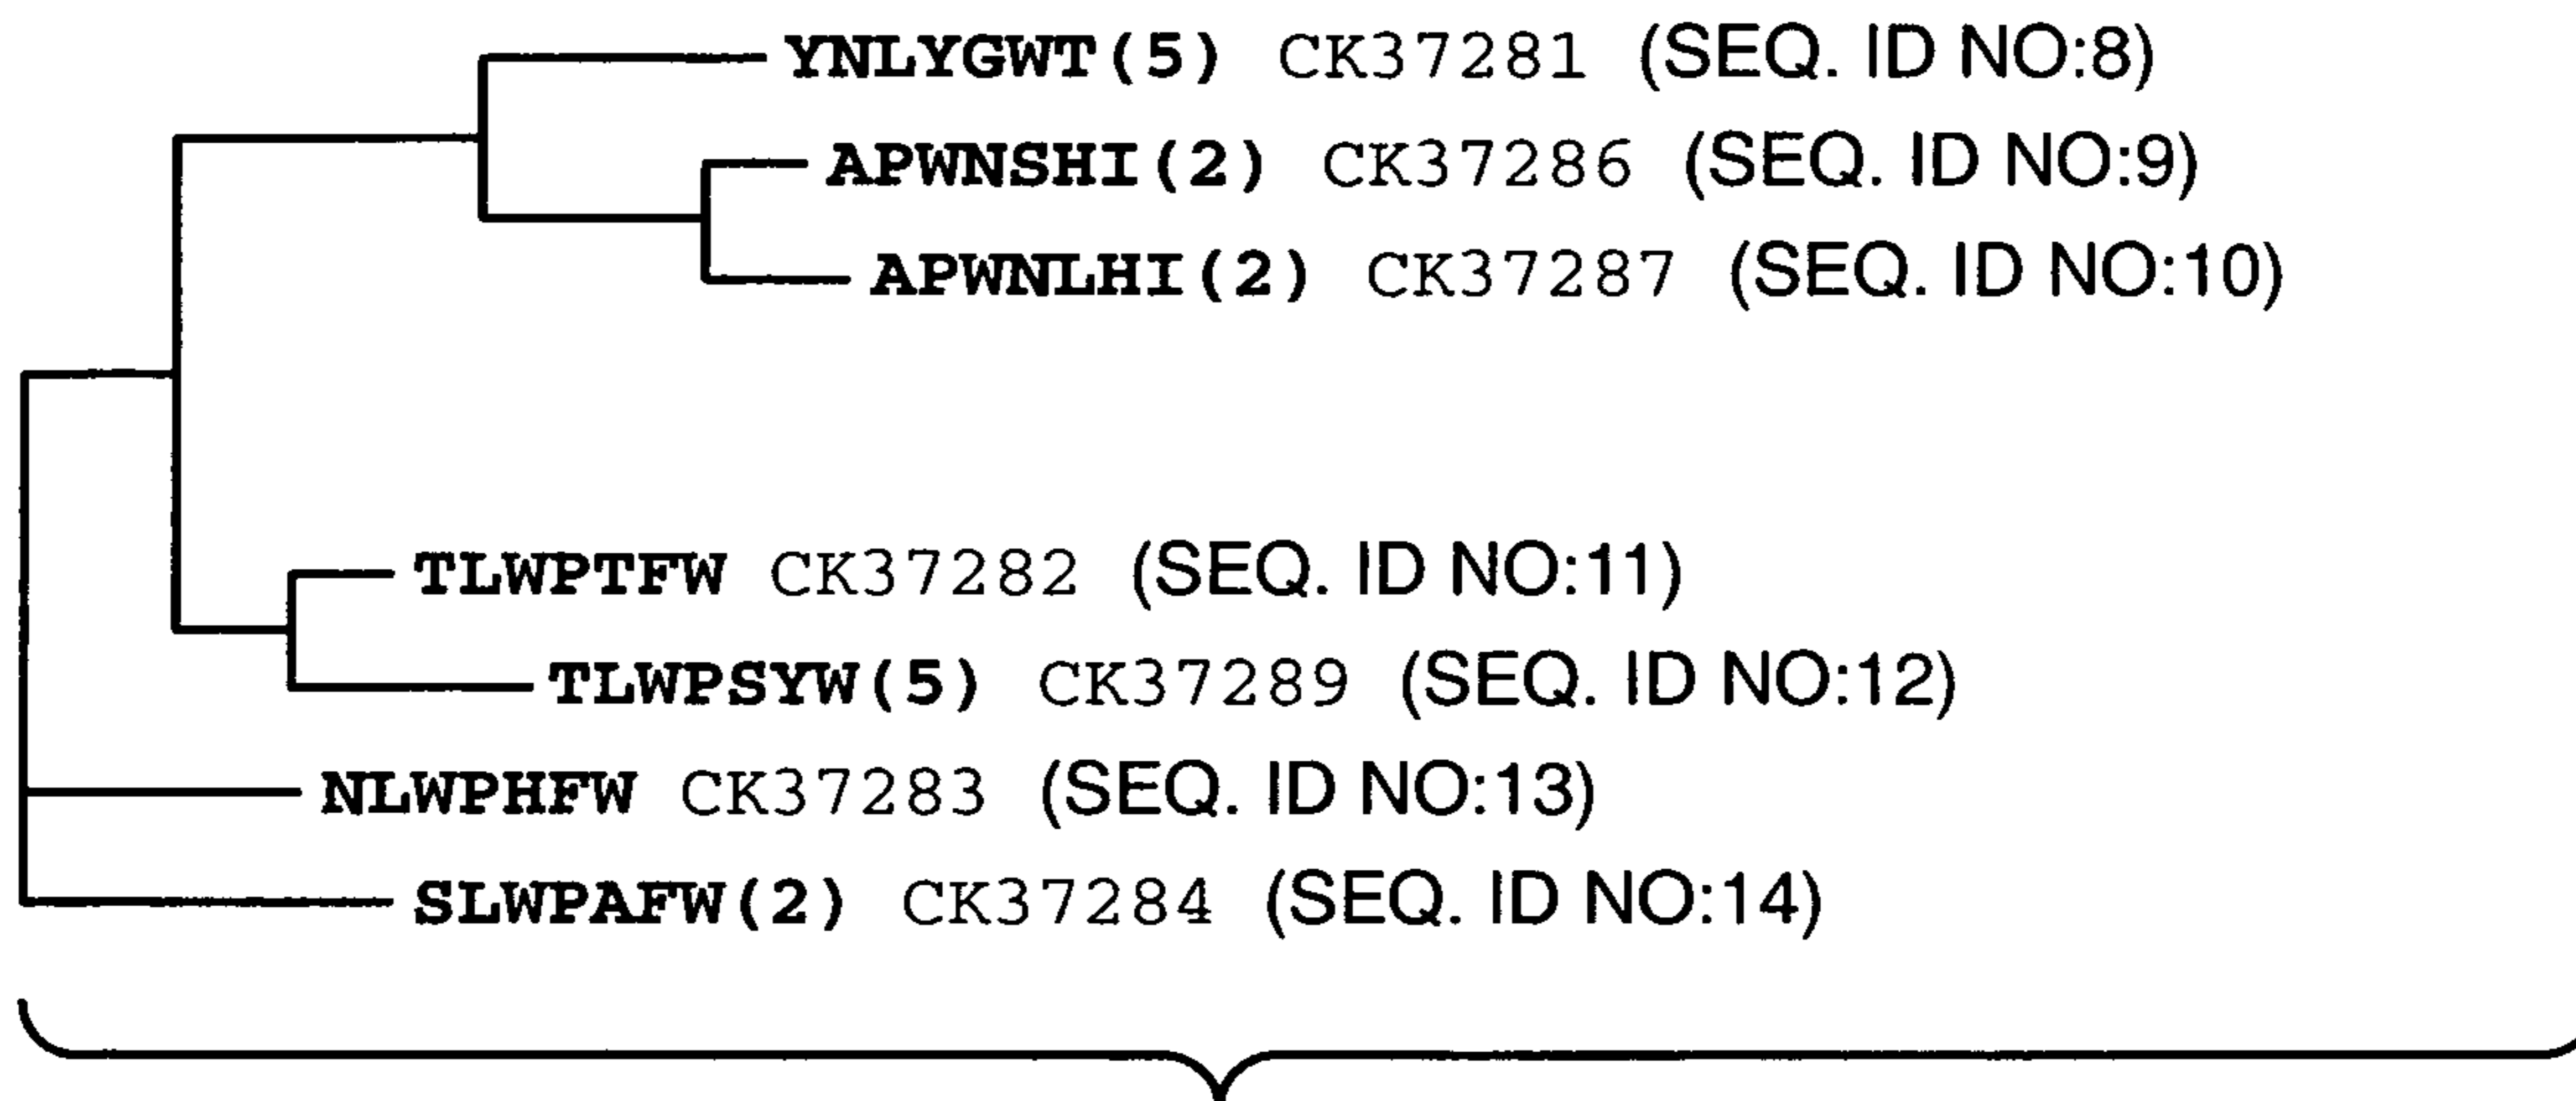 YNLYGWT(5) CK37281 (SEQ. ID NO:8)
APWNSHI(2) CK37286 (SEQ. ID NO:9)
APWNLHI(2) CK37287 (SEQ. ID NO:10)
TLWPTFW CK37282 (SEQ. ID NO:11)
TLWPSYW(5) CK37289 (SEQ. ID NO:12)
NLWPHFW CK37283 (SEQ. ID NO:13)
SLWPAFW(2) CK37284 (SEQ. ID NO:14)